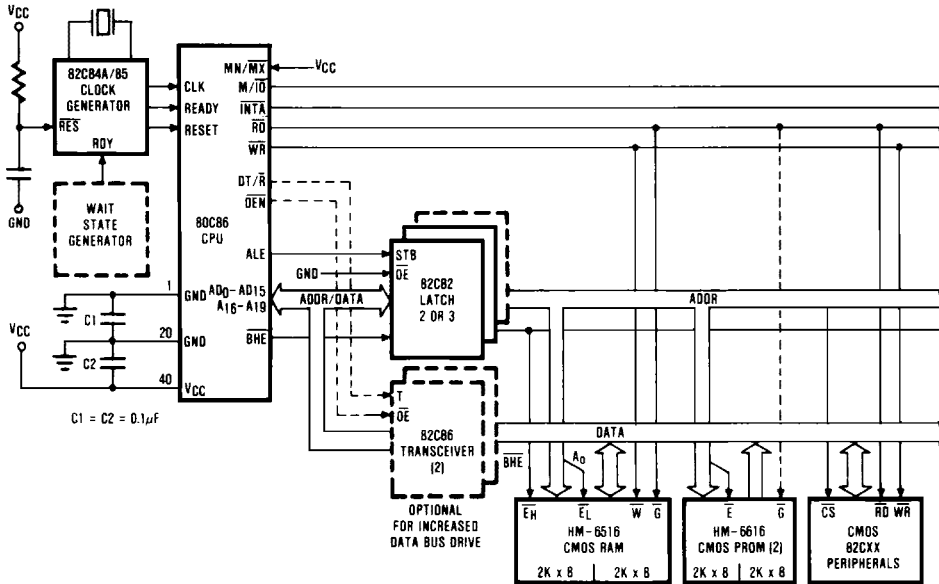 VCC
82C84A/85
CLOCK
GENERATOR
RES
RDY
GND
WAIT
STATE
GENERATOR
CLK
READY
RESET
80C86
CPU
MN/MX
VCC
M/IO
INTA
RD
WR
DT/R
DEN
ALE
AD0-AD15
A16-A19
BHE
1
GND
C1
20
GND
C2
40
VCC
VCC
C1 = C2 = 0.1µF
GND
STB
OE
82C82
LATCH
2 OR 3
ADDR/DATA
ADDR
T
OE
82C86
TRANSCEIVER
(2)
OPTIONAL
FOR INCREASED
DATA BUS DRIVE
DATA
BHE
A0
EH
EL
W
G
HM-6516
CMOS RAM
2K x 8
2K x 8
E
G
HM-6616
CMOS PROM (2)
2K x 8
2K x 8
CS
RD
WR
CMOS
82CXX
PERIPHERALS